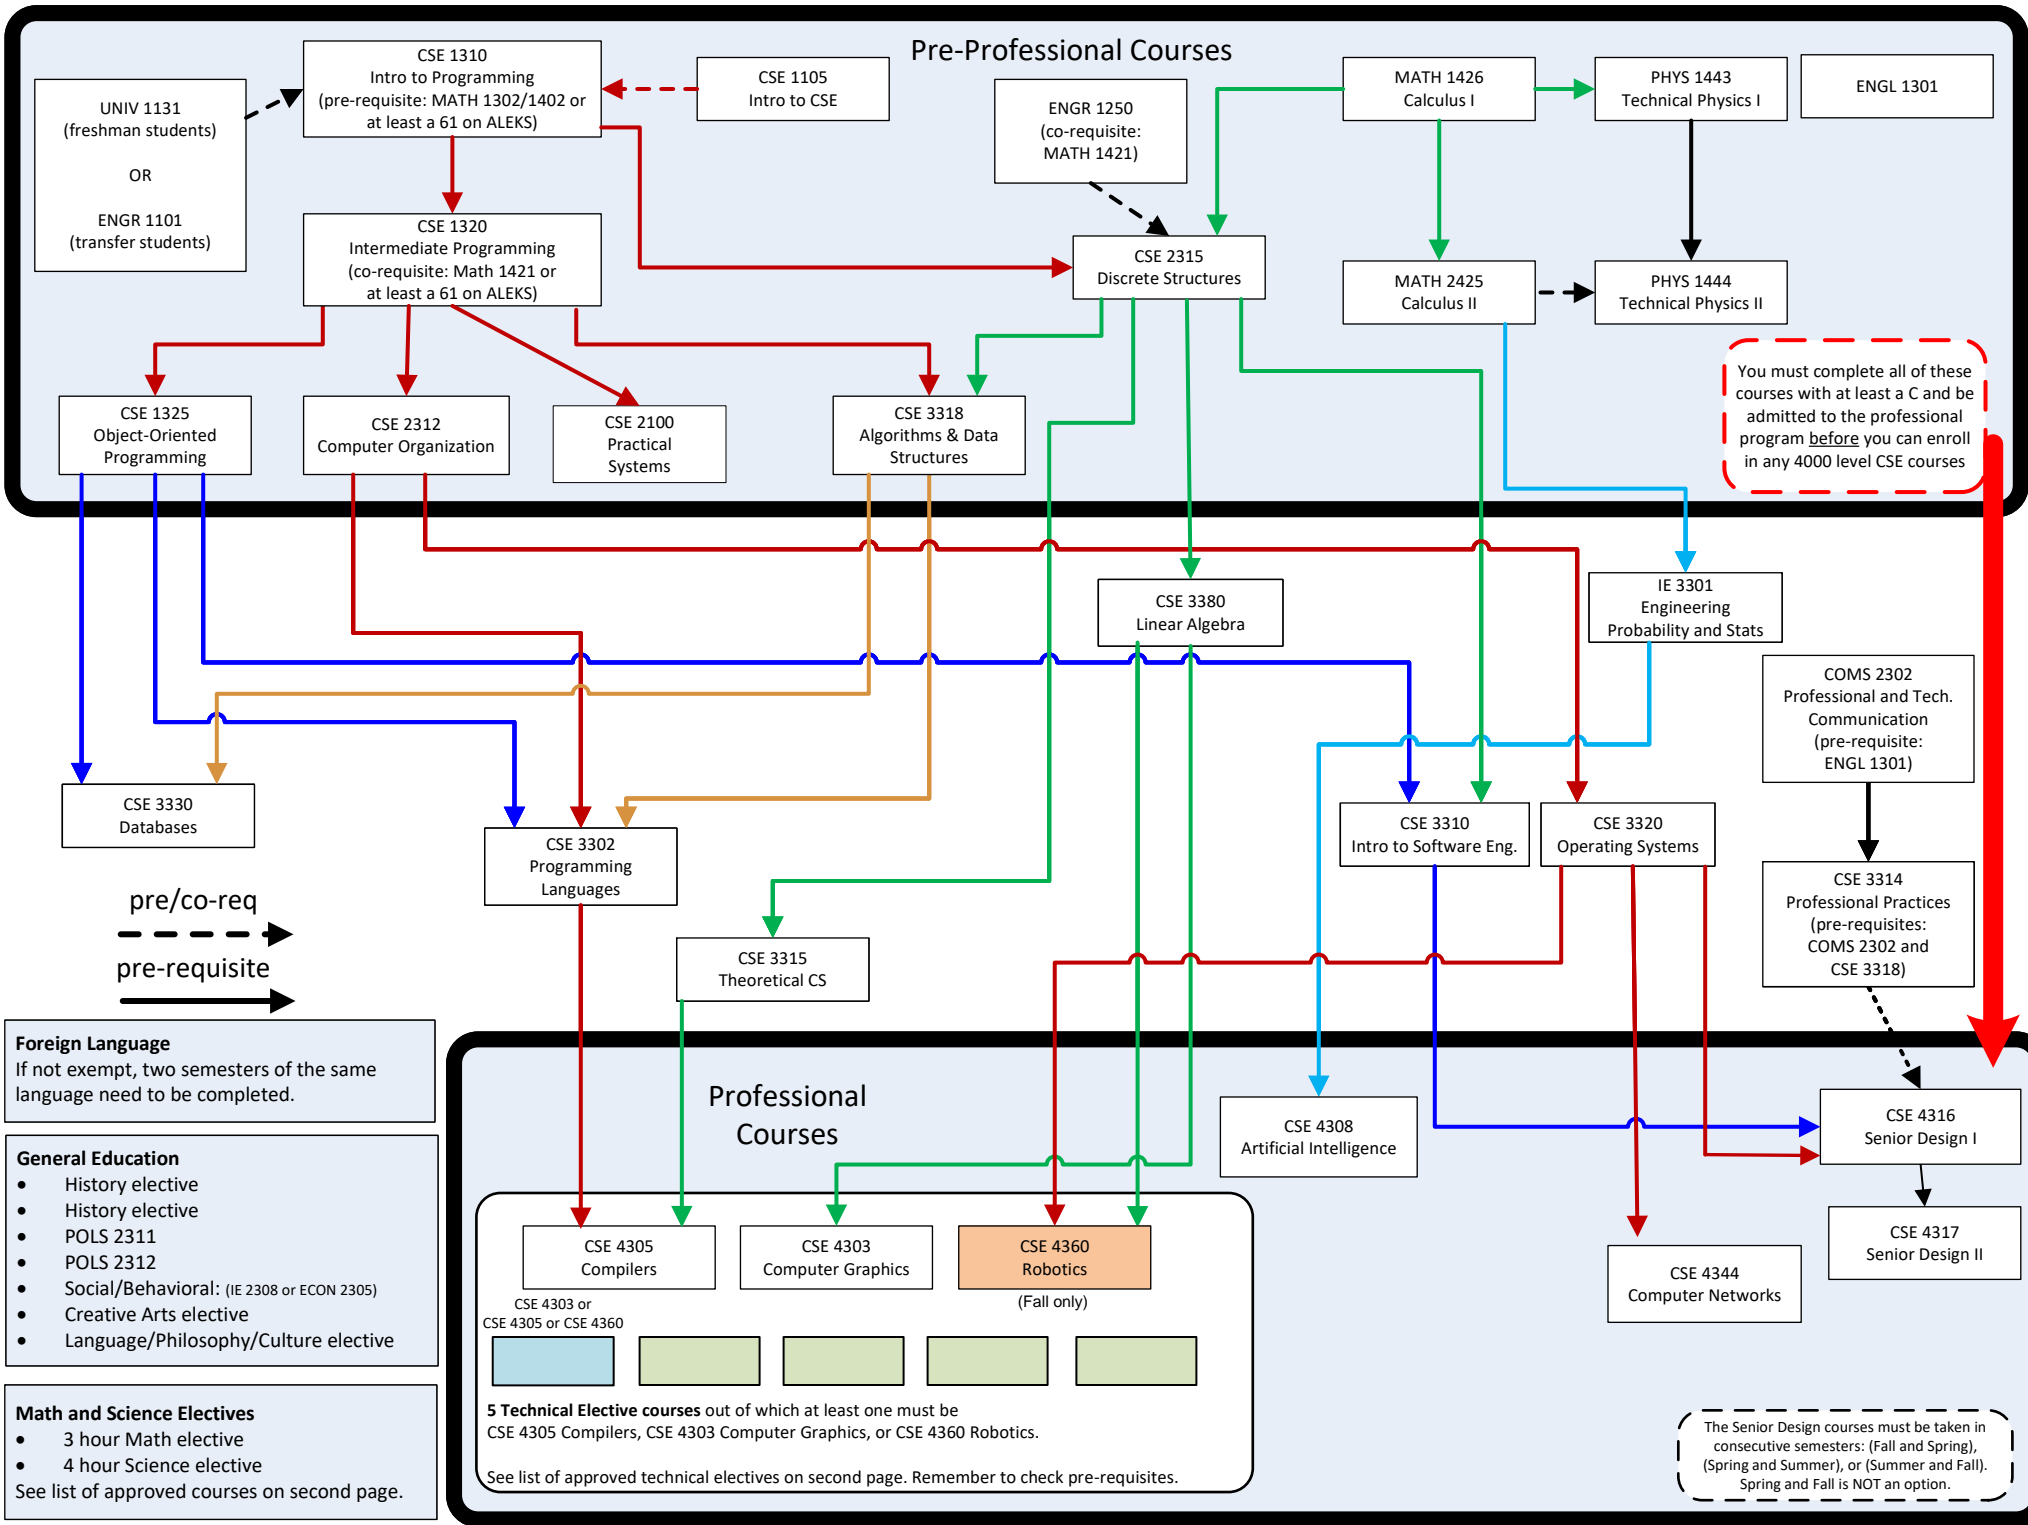 Pre-Professional Courses
UNIV 1131
(freshman students)
OR
ENGR 1101
(transfer students)
CSE 1310
Intro to Programming
(pre-requisite: MATH 1302/1402 or
at least a 61 on ALEKS)
CSE 1105
Intro to CSE
ENGR 1250
(co-requisite:
MATH 1421)
MATH 1426
Calculus I
PHYS 1443
Technical Physics I
ENGL 1301
CSE 1320
Intermediate Programming
(co-requisite: Math 1421 or
at least a 61 on ALEKS)
CSE 2315
Discrete Structures
MATH 2425
Calculus II
PHYS 1444
Technical Physics II
You must complete all of these
courses with at least a C and be
admitted to the professional
program before you can enroll
in any 4000 level CSE courses
CSE 1325
Object-Oriented
Programming
CSE 2312
Computer Organization
CSE 2100
Practical
Systems
CSE 3318
Algorithms & Data
Structures
CSE 3380
Linear Algebra
IE 3301
Engineering
Probability and Stats
COMS 2302
Professional and Tech.
Communication
(pre-requisite:
ENGL 1301)
CSE 3330
Databases
CSE 3302
Programming
Languages
CSE 3310
Intro to Software Eng.
CSE 3320
Operating Systems
CSE 3314
Professional Practices
(pre-requisites:
COMS 2302 and
CSE 3318)
pre/co-req
pre-requisite
CSE 3315
Theoretical CS
Foreign Language
If not exempt, two semesters of the same
language need to be completed.
General Education
• History elective
• History elective
• POLS 2311
• POLS 2312
• Social/Behavioral: (IE 2308 or ECON 2305)
• Creative Arts elective
• Language/Philosophy/Culture elective
Math and Science Electives
• 3 hour Math elective
• 4 hour Science elective
See list of approved courses on second page.
Professional
Courses
CSE 4308
Artificial Intelligence
CSE 4316
Senior Design I
CSE 4317
Senior Design II
CSE 4344
Computer Networks
CSE 4305
Compilers
CSE 4303
Computer Graphics
CSE 4360
Robotics
(Fall only)
CSE 4303 or
CSE 4305 or CSE 4360
5 Technical Elective courses out of which at least one must be
CSE 4305 Compilers, CSE 4303 Computer Graphics, or CSE 4360 Robotics.
See list of approved technical electives on second page. Remember to check pre-requisites.
The Senior Design courses must be taken in
consecutive semesters: (Fall and Spring),
(Spring and Summer), or (Summer and Fall).
Spring and Fall is NOT an option.